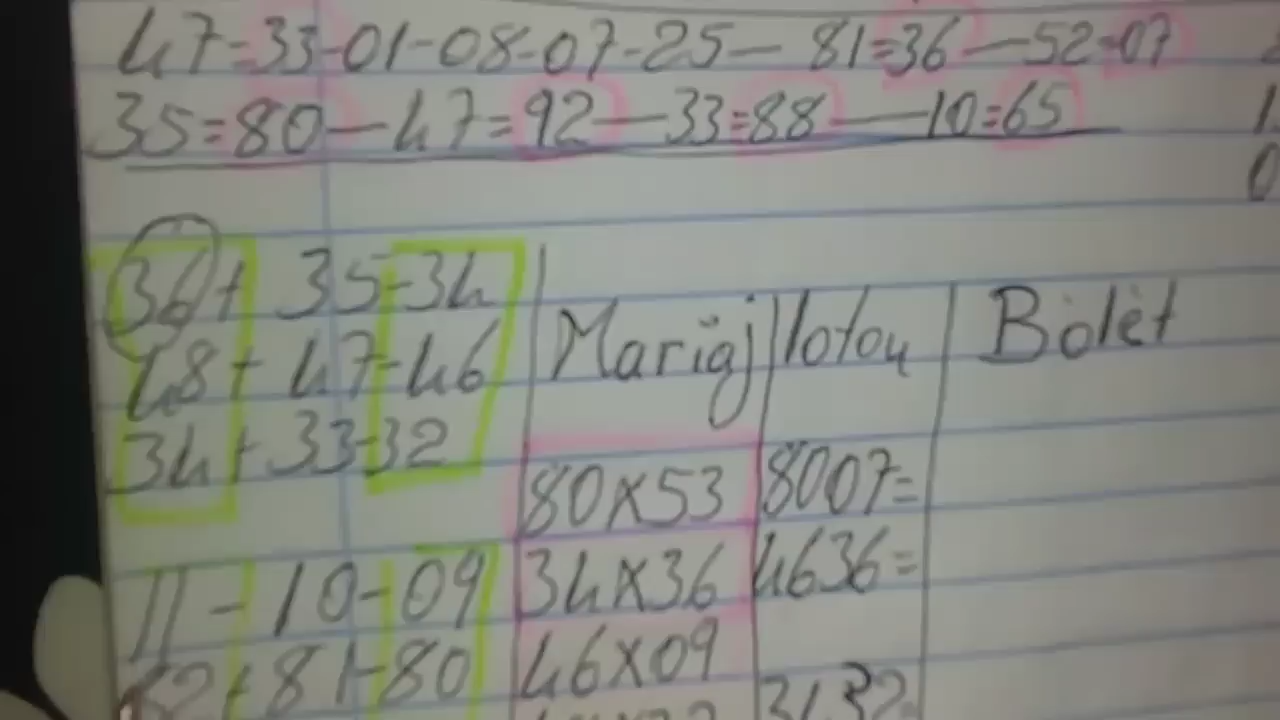 47=33-01-08-07-25-81=36-52=07
35=80-47=92-33=88-10=65
36+ 35-34
48+ 47-46
34+ 33-32
Mariaj lotou Bòlèt
80x53 8007=
11-10-09 34x36 4636=
82+81-80 46x09